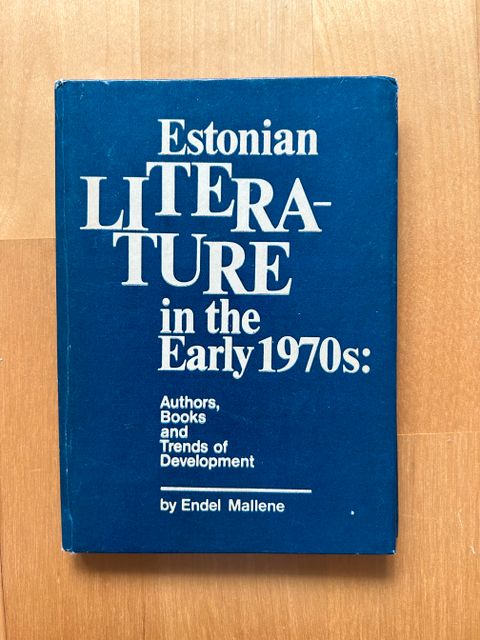 Estonian
LITERA-
TURE
in the
Early 1970s:
Authors,
Books
and
Trends of
Development
by Endel Mallene